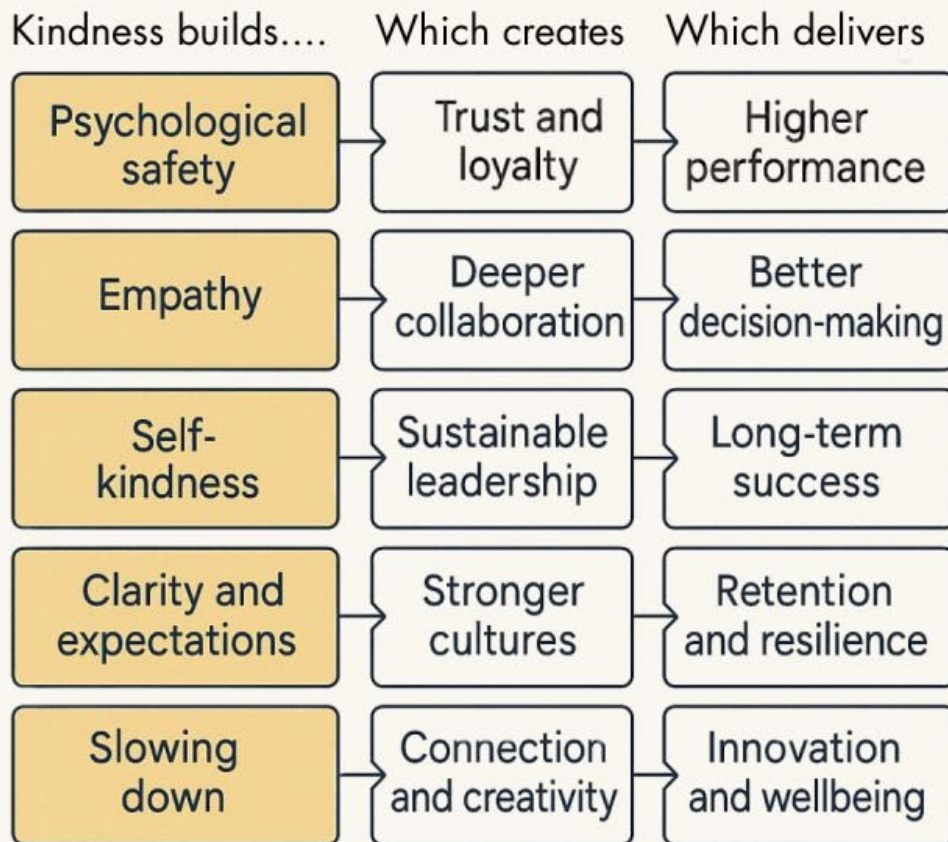 Kindness builds.... Which creates Which delivers
Psychological
safety
Trust and
loyalty
Higher
performance
Empathy
Deeper
collaboration
Better
decision-making
Self-
kindness
Sustainable
leadership
Long-term
success
Clarity and
expectations
Stronger
cultures
Retention
and resilience
Slowing
down
Connection
and creativity
Innovation
and wellbeing